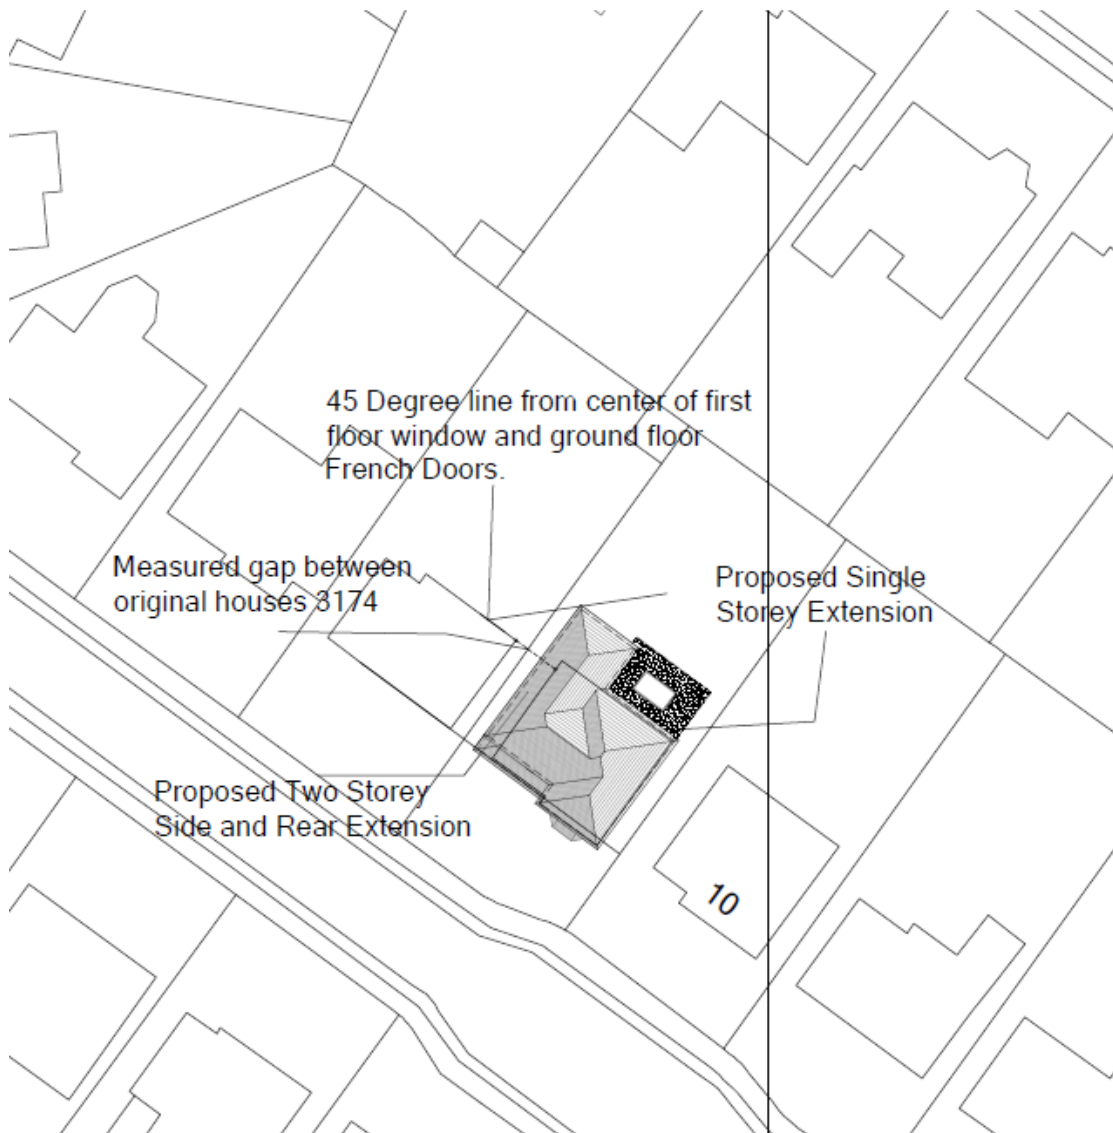 45 Degree line from center of first
floor window and ground floor
French Doors.
Measured gap between
original houses 3174
Proposed Single
Storey Extension
Proposed Two Storey
Side and Rear Extension
10